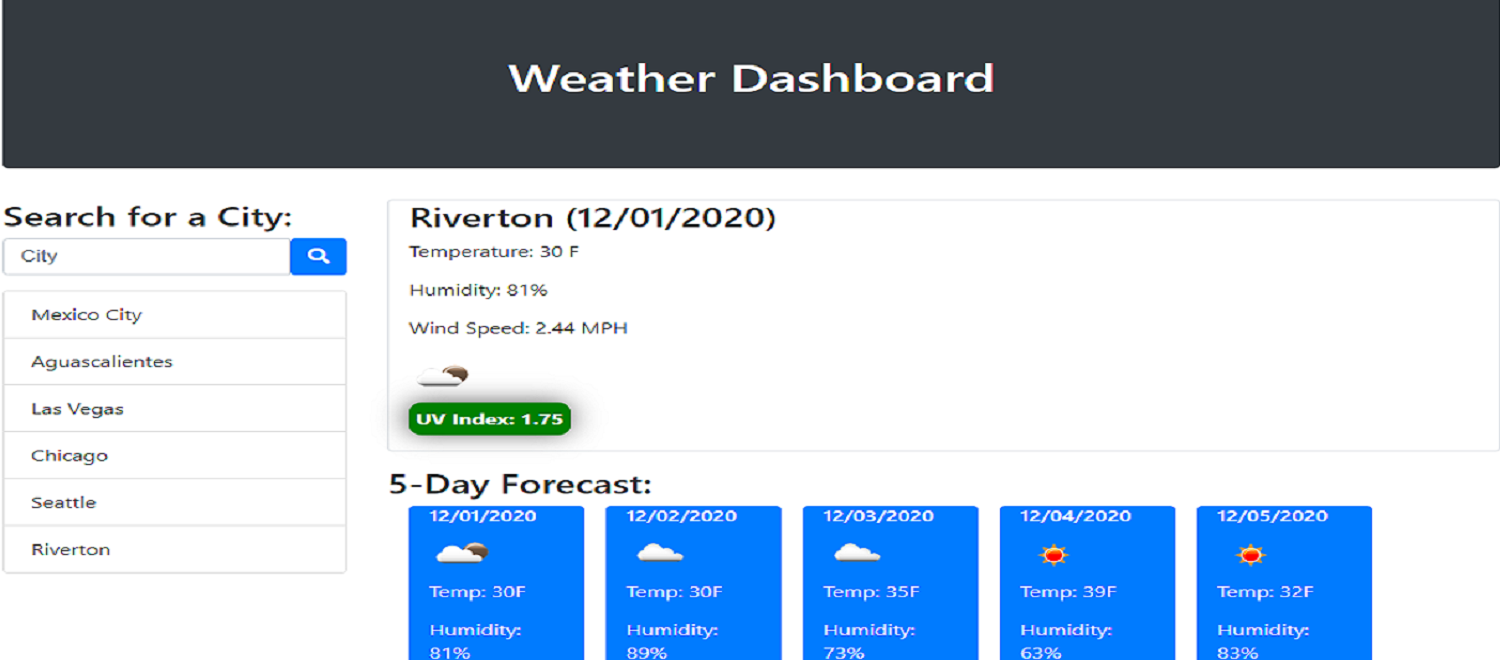 Weather Dashboard
Search for a City:
City
Mexico City
Aguascalientes
Las Vegas
Chicago
Seattle
Riverton
Riverton (12/01/2020)
Temperature: 30 F
Humidity: 81%
Wind Speed: 2.44 MPH
UV Index: 1.75
5-Day Forecast:
12/01/2020
Temp: 30F
Humidity:
81%
12/02/2020
Temp: 30F
Humidity:
89%
12/03/2020
Temp: 35F
Humidity:
73%
12/04/2020
Temp: 39F
Humidity:
63%
12/05/2020
Temp: 32F
Humidity:
83%